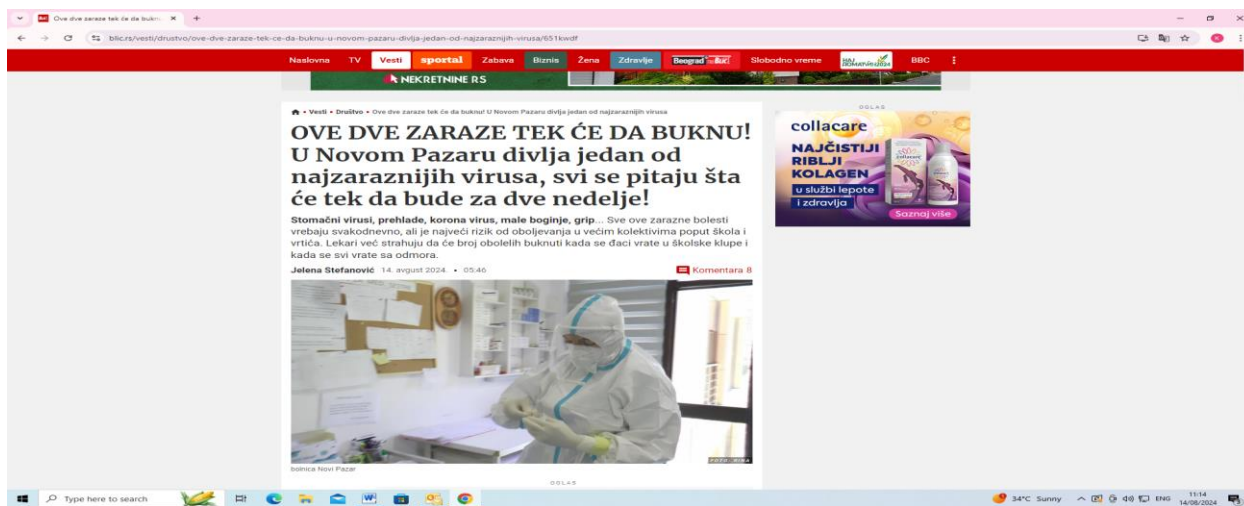 Ove dve zaraze tek će da buknu
blic.rs/vesti/drustvo/ove-dve-zaraze-tek-ce-da-buknu-u-novom-pazaru-divlja-jedan-od-najzaraznijih-virusa/651kwdf
Naslovna TV Vesti sportal Zabava Biznis Žena Zdravlje Beograd Slobodno vreme BBC
NEKRETNINE RS
• Vesti • Društvo • Ove dve zaraze tek će da buknu! U Novom Pazaru divlja jedan od najzaraznijih virusa
OVE DVE ZARAZE TEK ĆE DA BUKNU!
U Novom Pazaru divlja jedan od
najzaraznijih virusa, svi se pitaju šta
će tek da bude za dve nedelje!
Stomačni virusi, prehlade, korona virus, male boginje, grip... Sve ove zarazne bolesti
vrebaju svakodnevno, ali je najveći rizik od oboljevanja u većim kolektivima poput škola i
vrtića. Lekari već strahuju da će broj obolelih buknuti kada se đaci vrate u školske klupe i
kada se svi vrate sa odmora.
Jelena Stefanović 14. avgust 2024. • 05:46
Komentara 8
bolnica Novi Pazar
OGLAS
OGLAS
collacare
NAJČISTIJI
RIBLJI
KOLAGEN
u službi lepote
i zdravlja
Saznaj više
Type here to search
34°C Sunny
ENG
11:14
14/08/2024